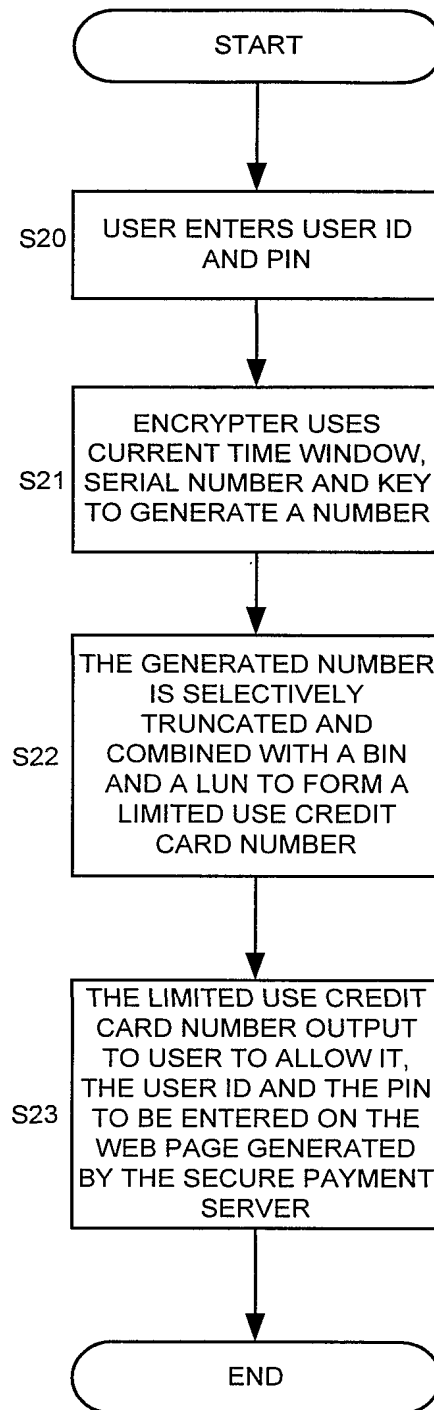 START
S20
USER ENTERS USER ID
AND PIN
S21
ENCRYPTER USES
CURRENT TIME WINDOW,
SERIAL NUMBER AND KEY
TO GENERATE A NUMBER
S22
THE GENERATED NUMBER
IS SELECTIVELY
TRUNCATED AND
COMBINED WITH A BIN
AND A LUN TO FORM A
LIMITED USE CREDIT
CARD NUMBER
S23
THE LIMITED USE CREDIT
CARD NUMBER OUTPUT
TO USER TO ALLOW IT,
THE USER ID AND THE PIN
TO BE ENTERED ON THE
WEB PAGE GENERATED
BY THE SECURE PAYMENT
SERVER
END